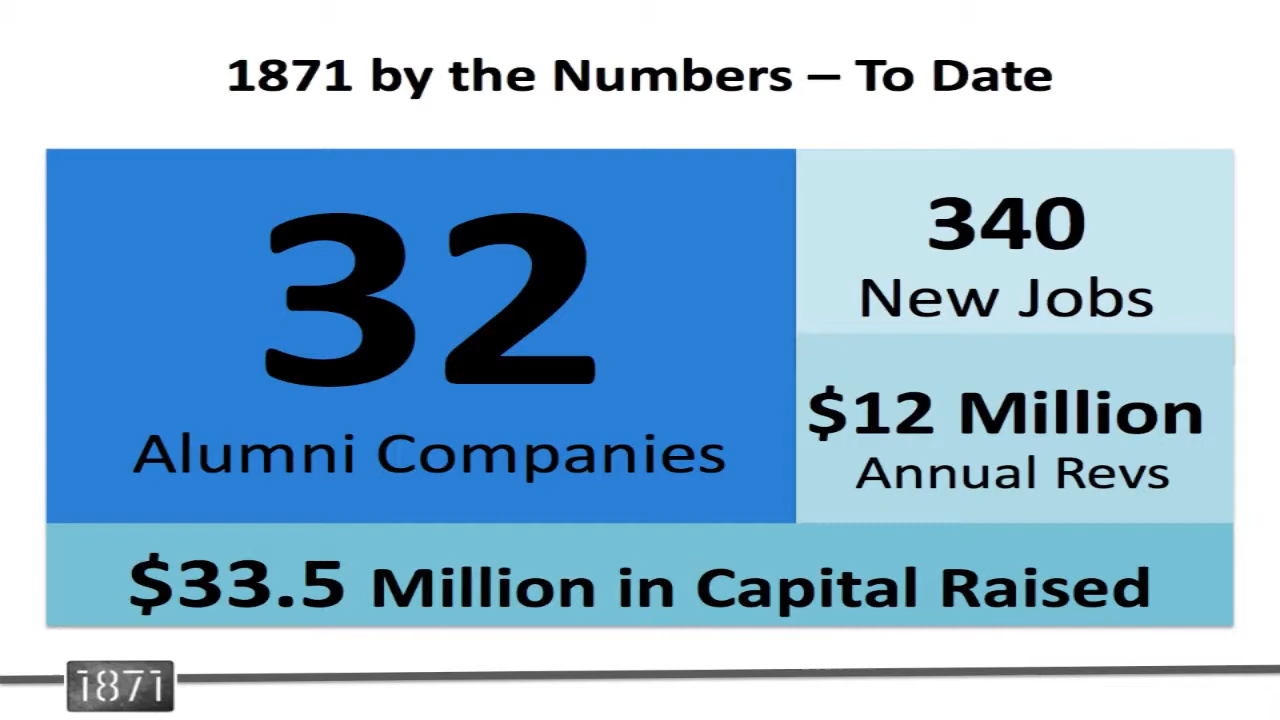 1871 by the Numbers – To Date
32
Alumni Companies
340
New Jobs
$12 Million
Annual Revs
$33.5 Million in Capital Raised
1871